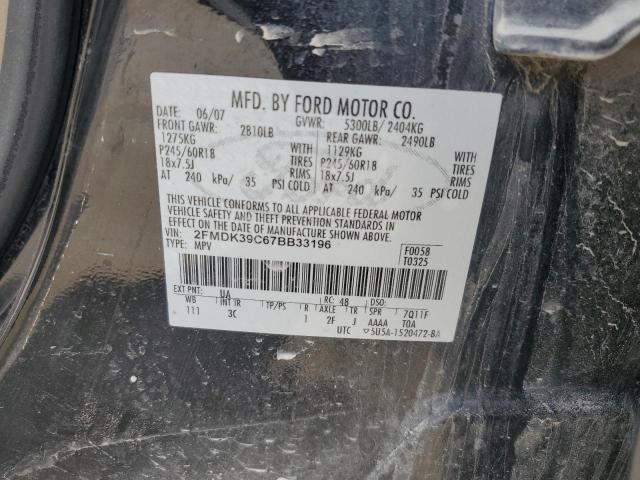 MFD. BY FORD MOTOR CO.
DATE: 06/07 GVWR: 5300LB/ 2404KG
FRONT GAWR: 2810LB REAR GAWR: 2490LB
1275KG WITH 1129KG WITH
P245/60R18 TIRES P245/60R18 TIRES
18x7.5J RIMS 18x7.5J RIMS
AT 240 kPa/ 35 PSI COLD AT 240 kPa/ 35 PSI COLD
THIS VEHICLE CONFORMS TO ALL APPLICABLE FEDERAL MOTOR
VEHICLE SAFETY AND THEFT PREVENTION STANDARDS IN
EFFECT ON THE DATE OF MANUFACTURE SHOWN ABOVE.
VIN: 2FMDK39C67BB33196
TYPE: MPV
F0058
T0325
EXT PNT: UA RC: 48 DSO:
WB INT TR TP/PS R AXLE TR SPR 7Q11F
111 3C 1 2F J AAAA T0A
UTC ▽5U5A-1520472-BA